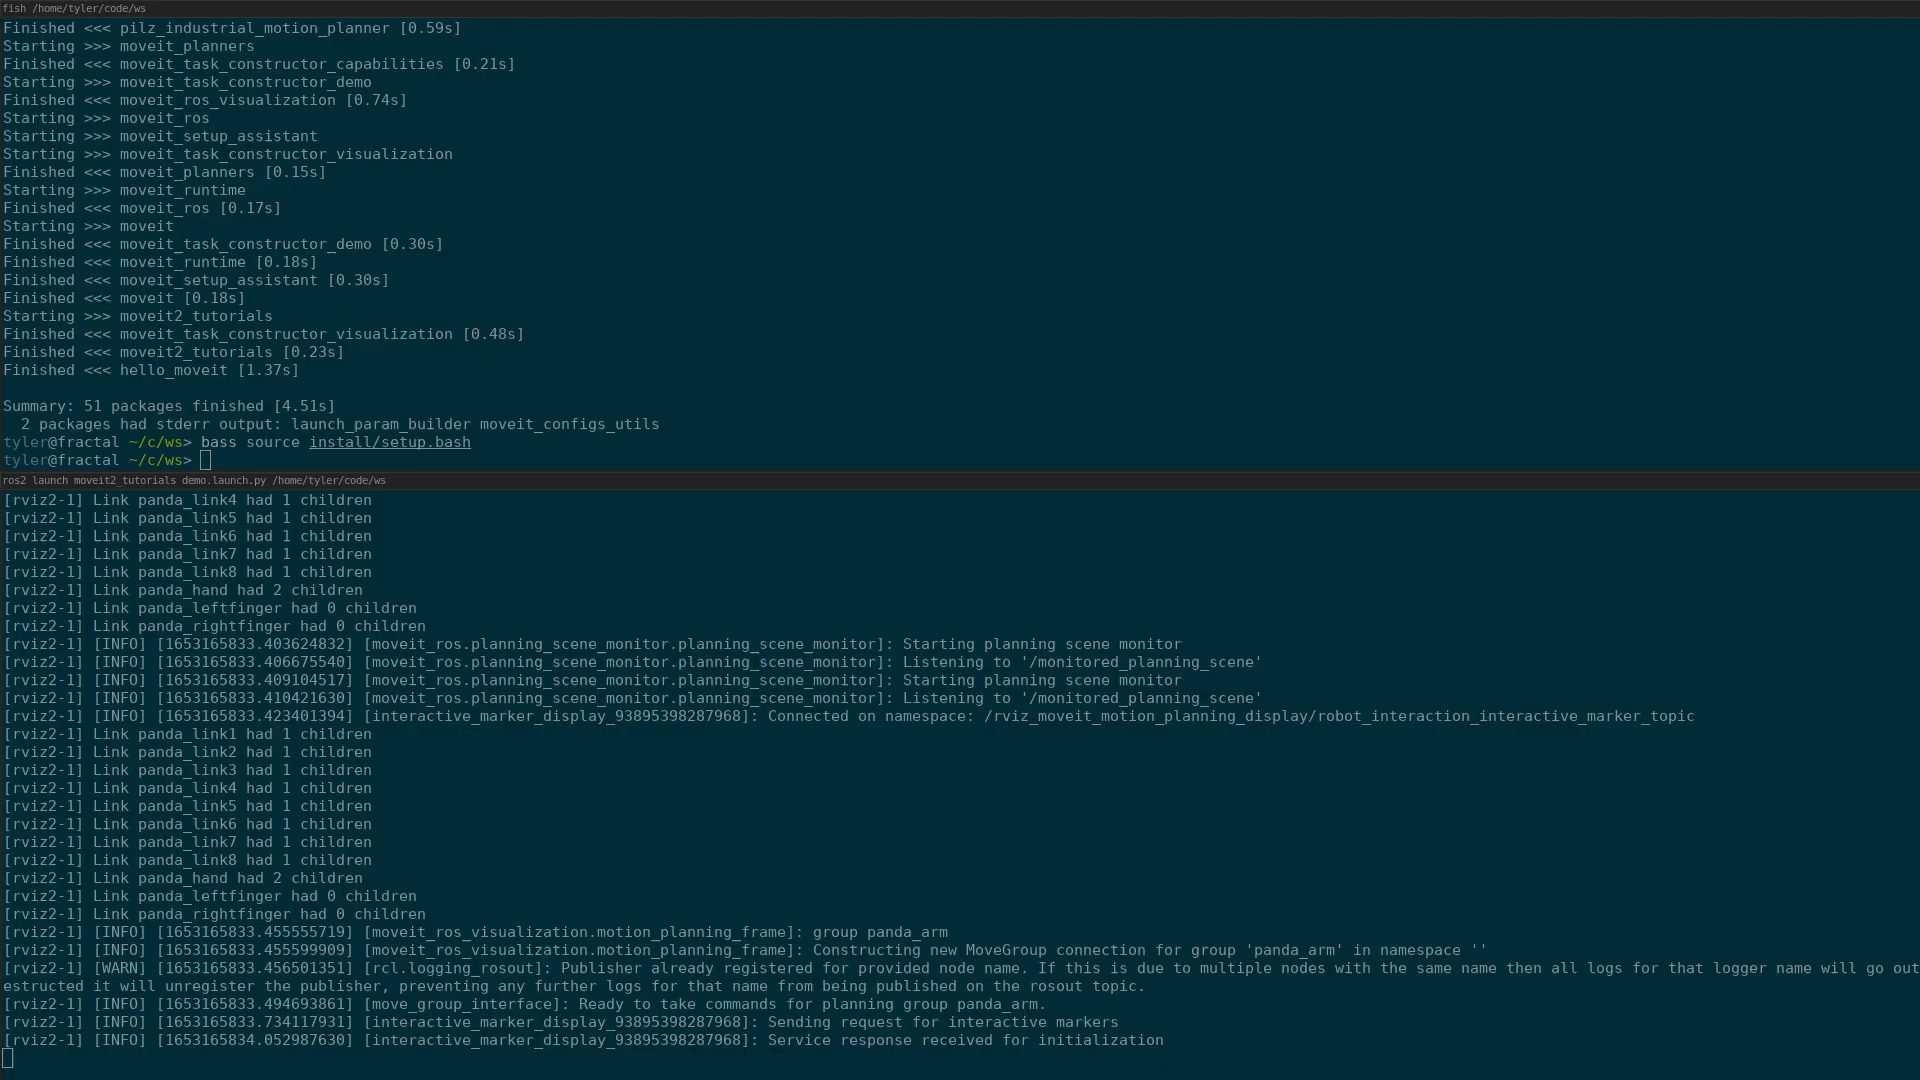 fish /home/tyler/code/ws
Finished <<< pilz_industrial_motion_planner [0.59s]
Starting >>> moveit_planners
Finished <<< moveit_task_constructor_capabilities [0.21s]
Starting >>> moveit_task_constructor_demo
Finished <<< moveit_ros_visualization [0.74s]
Starting >>> moveit_ros
Starting >>> moveit_setup_assistant
Starting >>> moveit_task_constructor_visualization
Finished <<< moveit_planners [0.15s]
Starting >>> moveit_runtime
Finished <<< moveit_ros [0.17s]
Starting >>> moveit
Finished <<< moveit_task_constructor_demo [0.30s]
Finished <<< moveit_runtime [0.18s]
Finished <<< moveit_setup_assistant [0.30s]
Finished <<< moveit [0.18s]
Starting >>> moveit2_tutorials
Finished <<< moveit_task_constructor_visualization [0.48s]
Finished <<< moveit2_tutorials [0.23s]
Finished <<< hello_moveit [1.37s]
Summary: 51 packages finished [4.51s]
  2 packages had stderr output: launch_param_builder moveit_configs_utils
tyler@fractal ~/c/ws> bass source install/setup.bash
tyler@fractal ~/c/ws>
ros2 launch moveit2_tutorials demo.launch.py /home/tyler/code/ws
[rviz2-1] Link panda_link4 had 1 children
[rviz2-1] Link panda_link5 had 1 children
[rviz2-1] Link panda_link6 had 1 children
[rviz2-1] Link panda_link7 had 1 children
[rviz2-1] Link panda_link8 had 1 children
[rviz2-1] Link panda_hand had 2 children
[rviz2-1] Link panda_leftfinger had 0 children
[rviz2-1] Link panda_rightfinger had 0 children
[rviz2-1] [INFO] [1653165833.403624832] [moveit_ros.planning_scene_monitor.planning_scene_monitor]: Starting planning scene monitor
[rviz2-1] [INFO] [1653165833.406675540] [moveit_ros.planning_scene_monitor.planning_scene_monitor]: Listening to '/monitored_planning_scene'
[rviz2-1] [INFO] [1653165833.409104517] [moveit_ros.planning_scene_monitor.planning_scene_monitor]: Starting planning scene monitor
[rviz2-1] [INFO] [1653165833.410421630] [moveit_ros.planning_scene_monitor.planning_scene_monitor]: Listening to '/monitored_planning_scene'
[rviz2-1] [INFO] [1653165833.423401394] [interactive_marker_display_93895398287968]: Connected on namespace: /rviz_moveit_motion_planning_display/robot_interaction_interactive_marker_topic
[rviz2-1] Link panda_link1 had 1 children
[rviz2-1] Link panda_link2 had 1 children
[rviz2-1] Link panda_link3 had 1 children
[rviz2-1] Link panda_link4 had 1 children
[rviz2-1] Link panda_link5 had 1 children
[rviz2-1] Link panda_link6 had 1 children
[rviz2-1] Link panda_link7 had 1 children
[rviz2-1] Link panda_link8 had 1 children
[rviz2-1] Link panda_hand had 2 children
[rviz2-1] Link panda_leftfinger had 0 children
[rviz2-1] Link panda_rightfinger had 0 children
[rviz2-1] [INFO] [1653165833.455555719] [moveit_ros_visualization.motion_planning_frame]: group panda_arm
[rviz2-1] [INFO] [1653165833.455599909] [moveit_ros_visualization.motion_planning_frame]: Constructing new MoveGroup connection for group 'panda_arm' in namespace ''
[rviz2-1] [WARN] [1653165833.456501351] [rcl.logging_rosout]: Publisher already registered for provided node name. If this is due to multiple nodes with the same name then all logs for that logger name will go out
estructed it will unregister the publisher, preventing any further logs for that name from being published on the rosout topic.
[rviz2-1] [INFO] [1653165833.494693861] [move_group_interface]: Ready to take commands for planning group panda_arm.
[rviz2-1] [INFO] [1653165833.734117931] [interactive_marker_display_93895398287968]: Sending request for interactive markers
[rviz2-1] [INFO] [1653165834.052987630] [interactive_marker_display_93895398287968]: Service response received for initialization